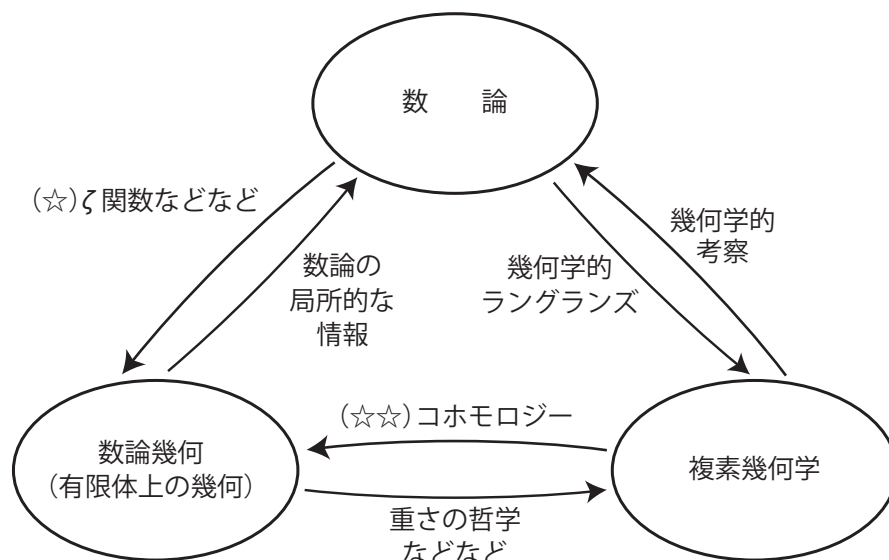 数　論
(☆)ζ関数などなど
幾何学的
考察
数論の
局所的な
情報
幾何学的
ラングランズ
(☆☆)コホモロジー
数論幾何
(有限体上の幾何)
複素幾何学
重さの哲学
などなど